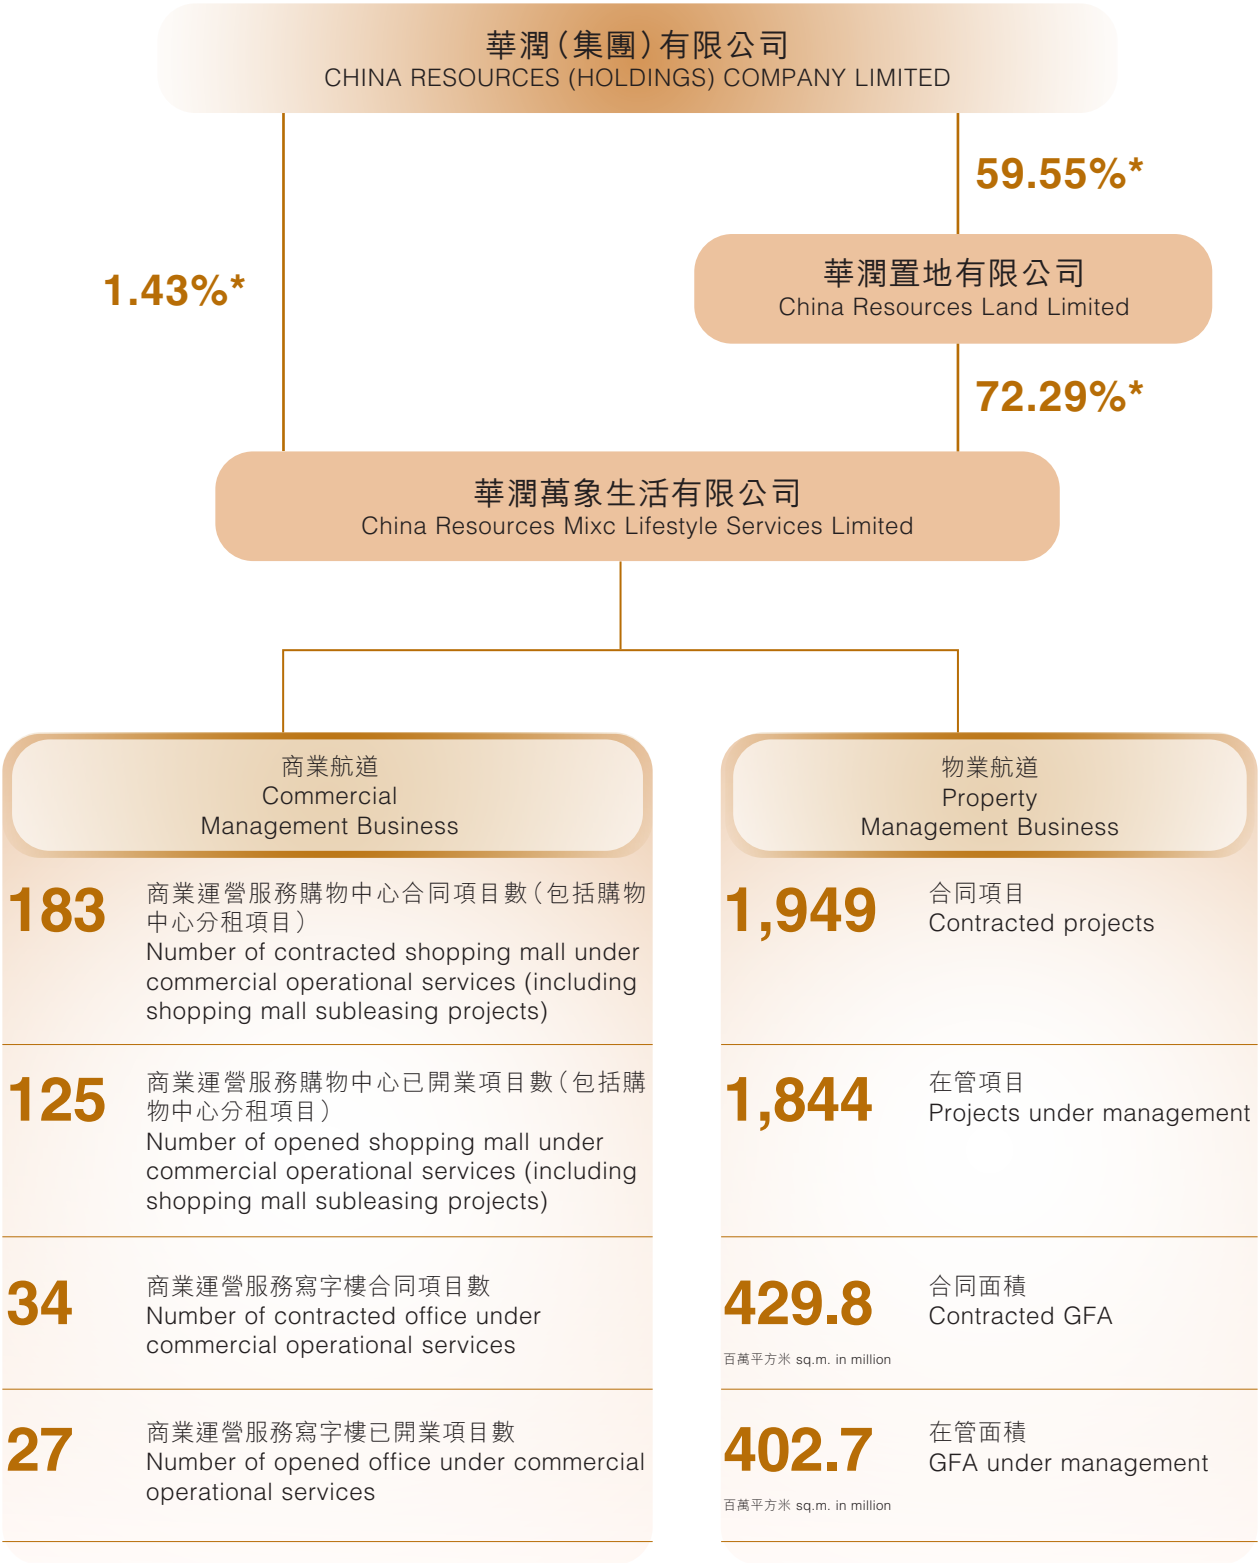 華潤(集團)有限公司
CHINA RESOURCES (HOLDINGS) COMPANY LIMITED
59.55%*
1.43%*
華潤置地有限公司
China Resources Land Limited
72.29%*
華潤萬象生活有限公司
China Resources Mixc Lifestyle Services Limited
商業航道
Commercial
Management Business
183
商業運營服務購物中心合同項目數(包括購物
中心分租項目)
Number of contracted shopping mall under
commercial operational services (including
shopping mall subleasing projects)
125
商業運營服務購物中心已開業項目數(包括購
物中心分租項目)
Number of opened shopping mall under
commercial operational services (including
shopping mall subleasing projects)
34
商業運營服務寫字樓合同項目數
Number of contracted office under
commercial operational services
27
商業運營服務寫字樓已開業項目數
Number of opened office under commercial
operational services
物業航道
Property
Management Business
1,949
合同項目
Contracted projects
1,844
在管項目
Projects under management
429.8
百萬平方米 sq.m. in million
合同面積
Contracted GFA
402.7
百萬平方米 sq.m. in million
在管面積
GFA under management